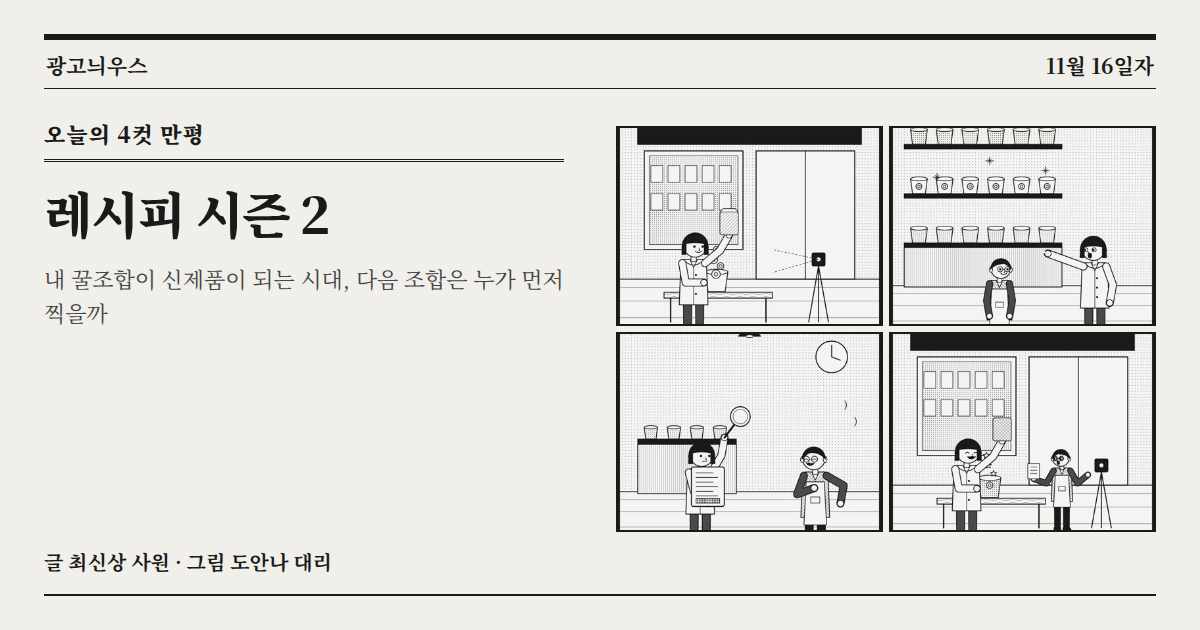 광고늬우스
11월 16일자
오늘의 4컷 만평
레시피 시즌 2
내 꿀조합이 신제품이 되는 시대, 다음 조합은 누가 먼저
찍을까
글 최신상 사원 · 그림 도안나 대리